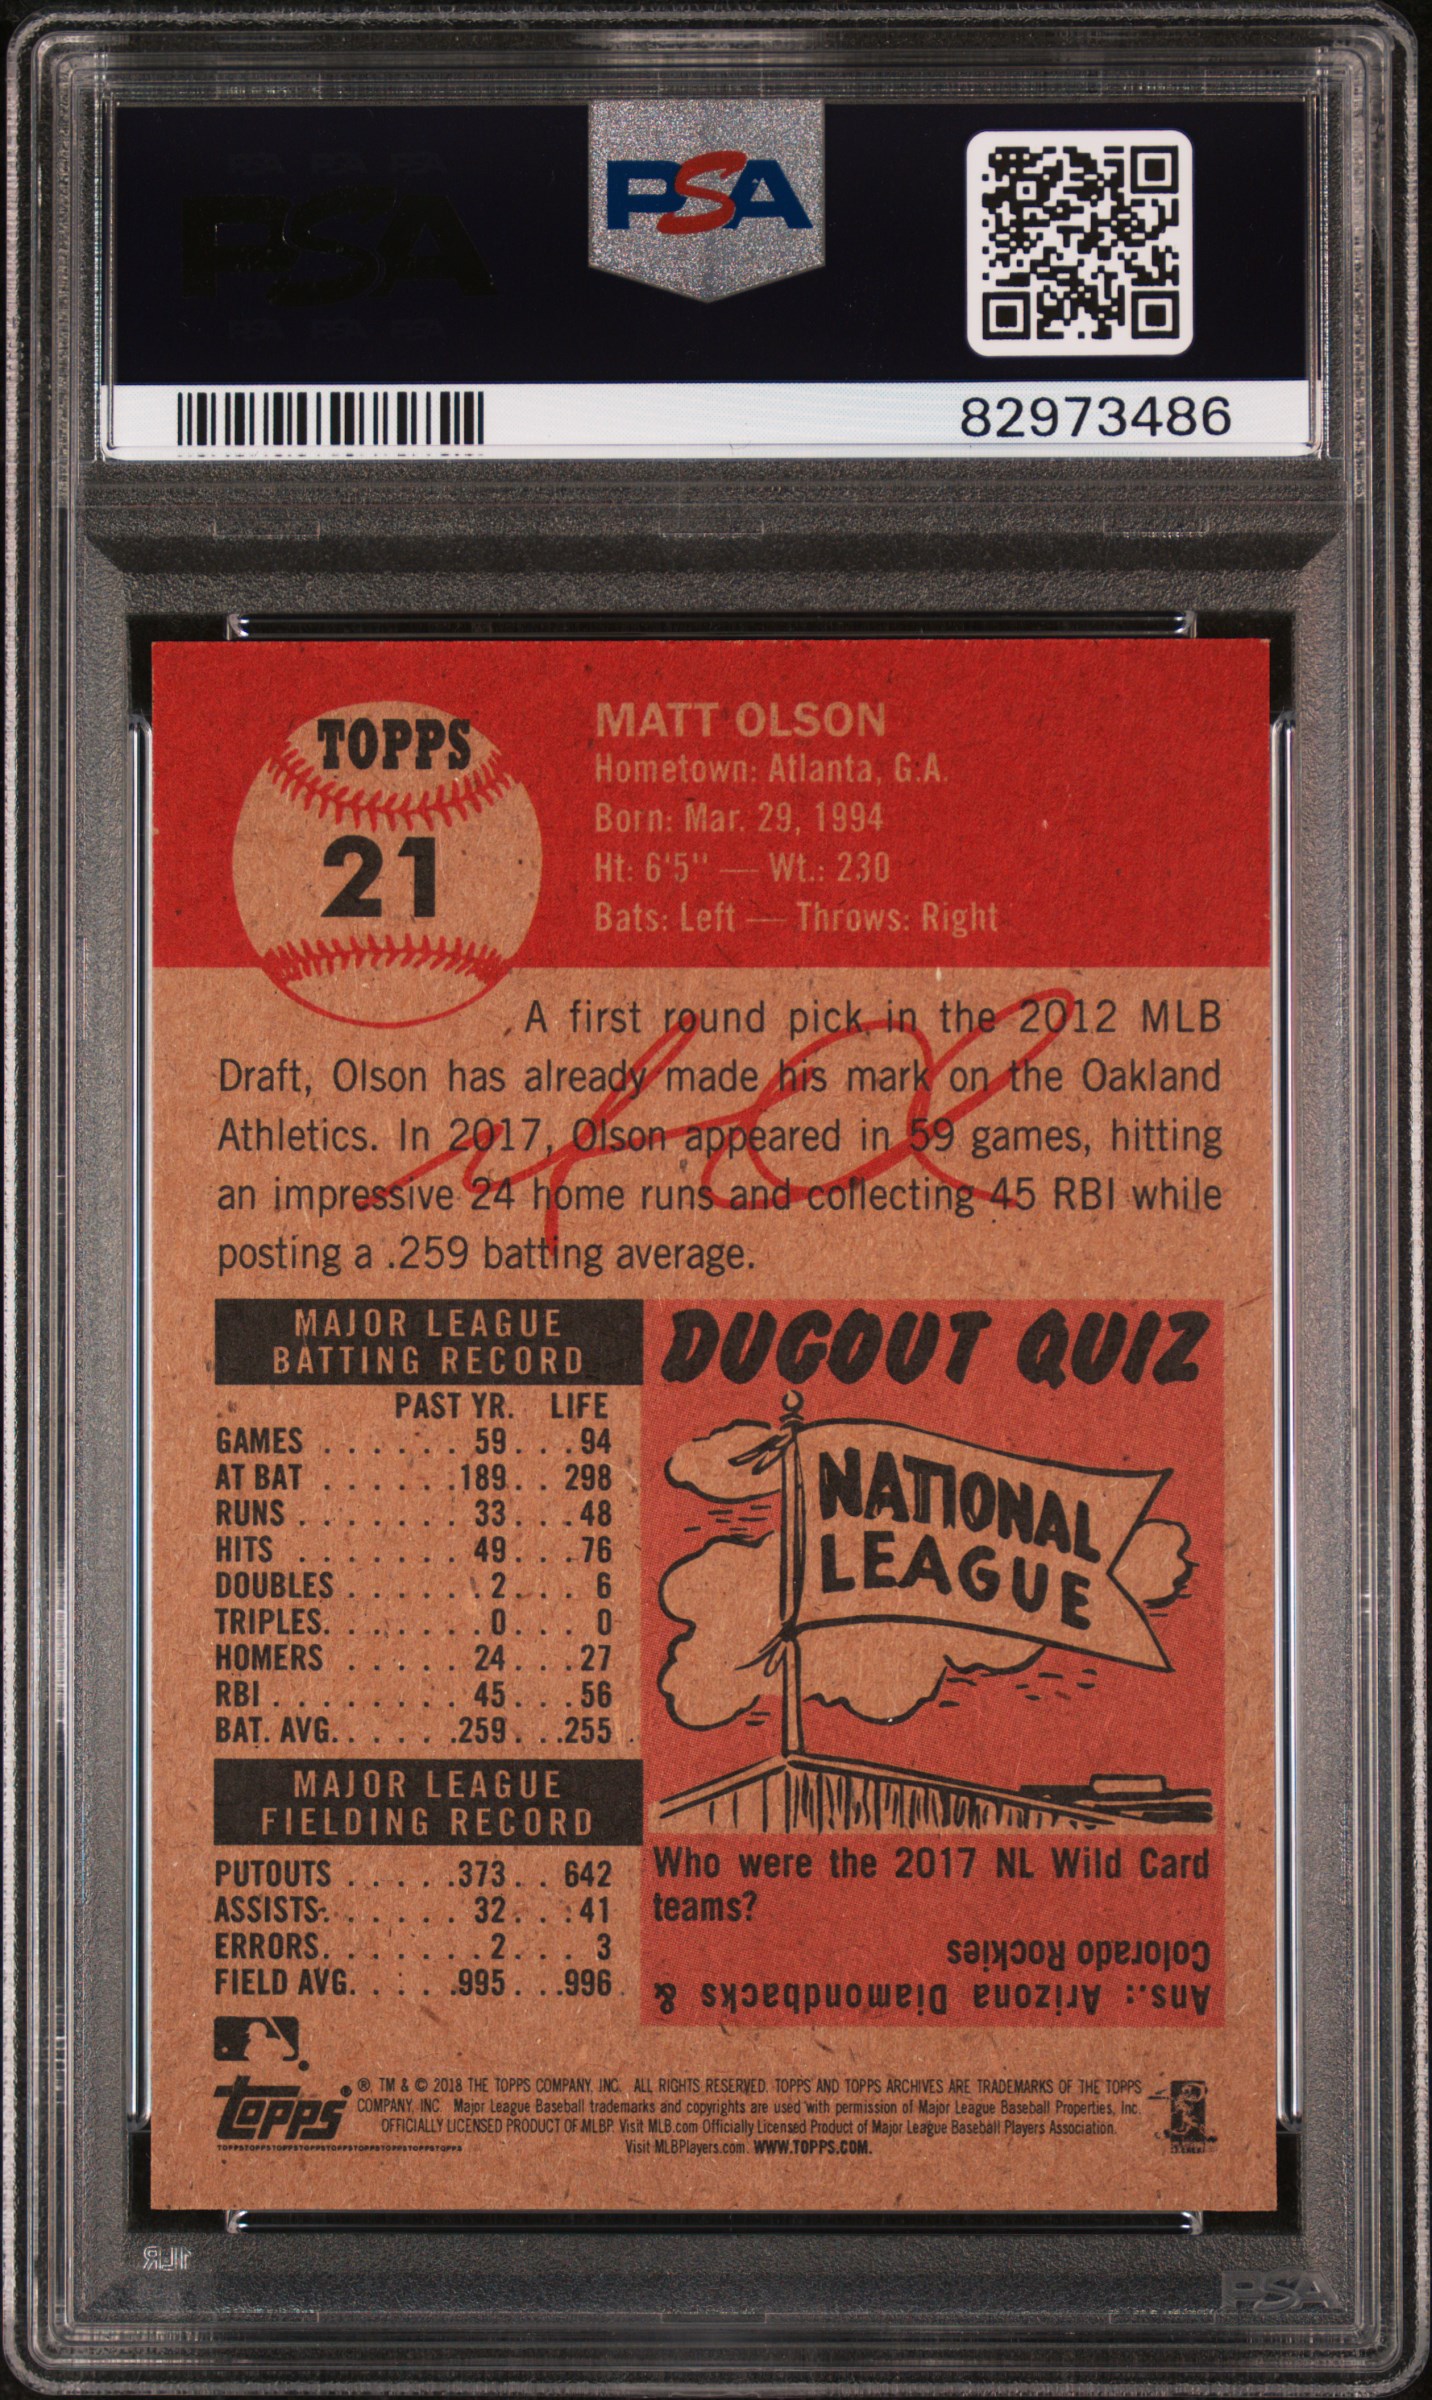 PSA
PSA
82973486
TOPPS
21
MATT OLSON
Hometown: Atlanta, G.A.
Born: Mar. 29, 1994
Ht: 6'5" — Wt.: 230
Bats: Left — Throws: Right
A first round pick in the 2012 MLB
Draft, Olson has already made his mark on the Oakland
Athletics. In 2017, Olson appeared in 59 games, hitting
an impressive 24 home runs and collecting 45 RBI while
posting a .259 batting average.
MAJOR LEAGUE
BATTING RECORD
PAST YR. LIFE
GAMES . . . . . . 59 . . . 94
AT BAT . . . . . . 189 . . 298
RUNS . . . . . . . 33 . . . 48
HITS . . . . . . . 49 . . . 76
DOUBLES . . . . . . 2 . . . 6
TRIPLES. . . . . . . 0 . . . 0
HOMERS . . . . . 24 . . . 27
RBI . . . . . . . . 45 . . . 56
BAT. AVG. . . . . . .259 . . .255
MAJOR LEAGUE
FIELDING RECORD
PUTOUTS . . . . . 373 . . 642
ASSISTS . . . . . . 32 . . . 41
ERRORS. . . . . . . 2 . . . 3
FIELD AVG. . . . . .995 . . .996
DUGOUT QUIZ
NATIONAL
LEAGUE
Who were the 2017 NL Wild Card
teams?
Ans.: Arizona Diamondbacks &
Colorado Rockies
topps®
TOPPSTOPPSTOPPSTOPPSTOPPSTOPPSTOPPSTOPPSTOPPS
®, TM & © 2018 THE TOPPS COMPANY, INC. ALL RIGHTS RESERVED. TOPPS AND TOPPS ARCHIVES ARE TRADEMARKS OF THE TOPPS
COMPANY, INC. Major League Baseball trademarks and copyrights are used with permission of Major League Baseball Properties, Inc.
OFFICIALLY LICENSED PRODUCT OF MLBP. Visit MLB.com Officially Licensed Product of Major League Baseball Players Association.
Visit MLBPlayers.com. WWW.TOPPS.COM.
PSA